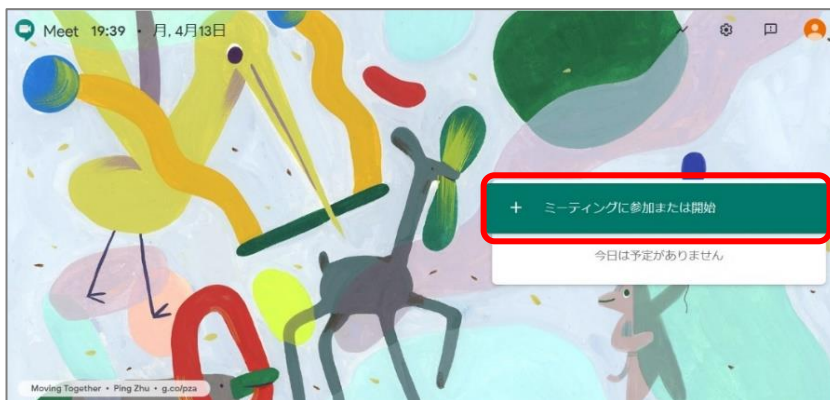 Meet 19:39 • 月, 4月13日
+ ミーティングに参加または開始
今日は予定がありません
Moving Together • Ping Zhu • g.co/pza